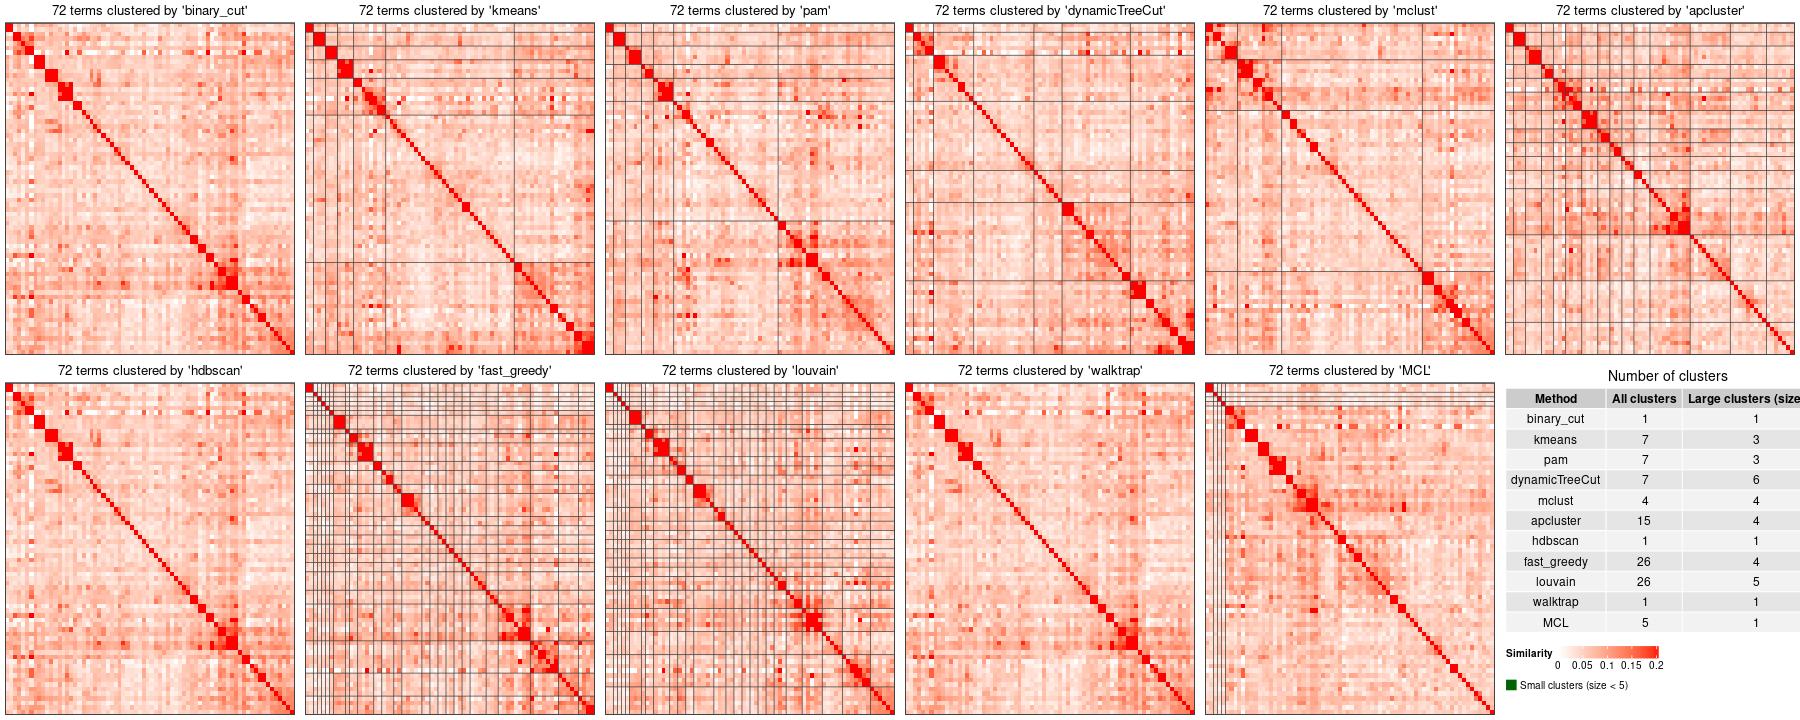 72 terms clustered by 'binary_cut'
72 terms clustered by 'kmeans'
72 terms clustered by 'pam'
72 terms clustered by 'dynamicTreeCut'
72 terms clustered by 'mclust'
72 terms clustered by 'apcluster'
72 terms clustered by 'hdbscan'
72 terms clustered by 'fast_greedy'
72 terms clustered by 'louvain'
72 terms clustered by 'walktrap'
72 terms clustered by 'MCL'
Number of clusters
Method All clusters Large clusters (size
binary_cut 1 1
kmeans 7 3
pam 7 3
dynamicTreeCut 7 6
mclust 4 4
apcluster 15 4
hdbscan 1 1
fast_greedy 26 4
louvain 26 5
walktrap 1 1
MCL 5 1
Similarity
0 0.05 0.1 0.15 0.2
Small clusters (size < 5)